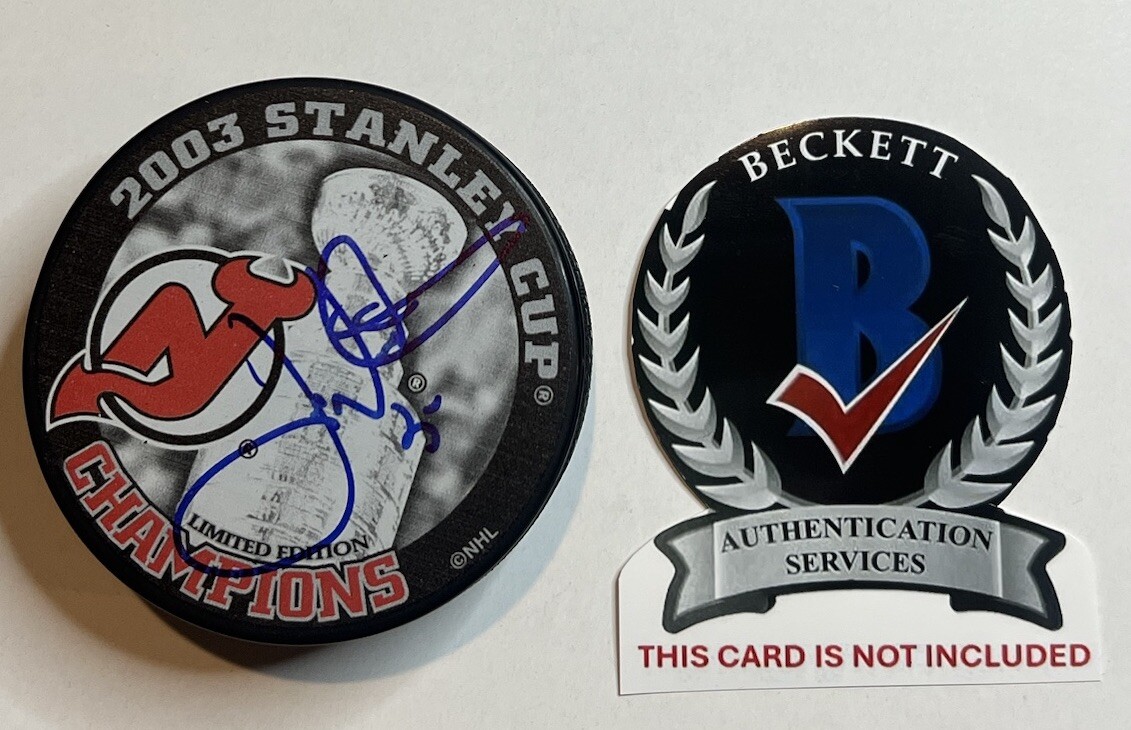 2003 STANLEY CUP®
®
®
LIMITED EDITION
CHAMPIONS
©NHL
BECKETT
B
AUTHENTICATION
SERVICES
THIS CARD IS NOT INCLUDED